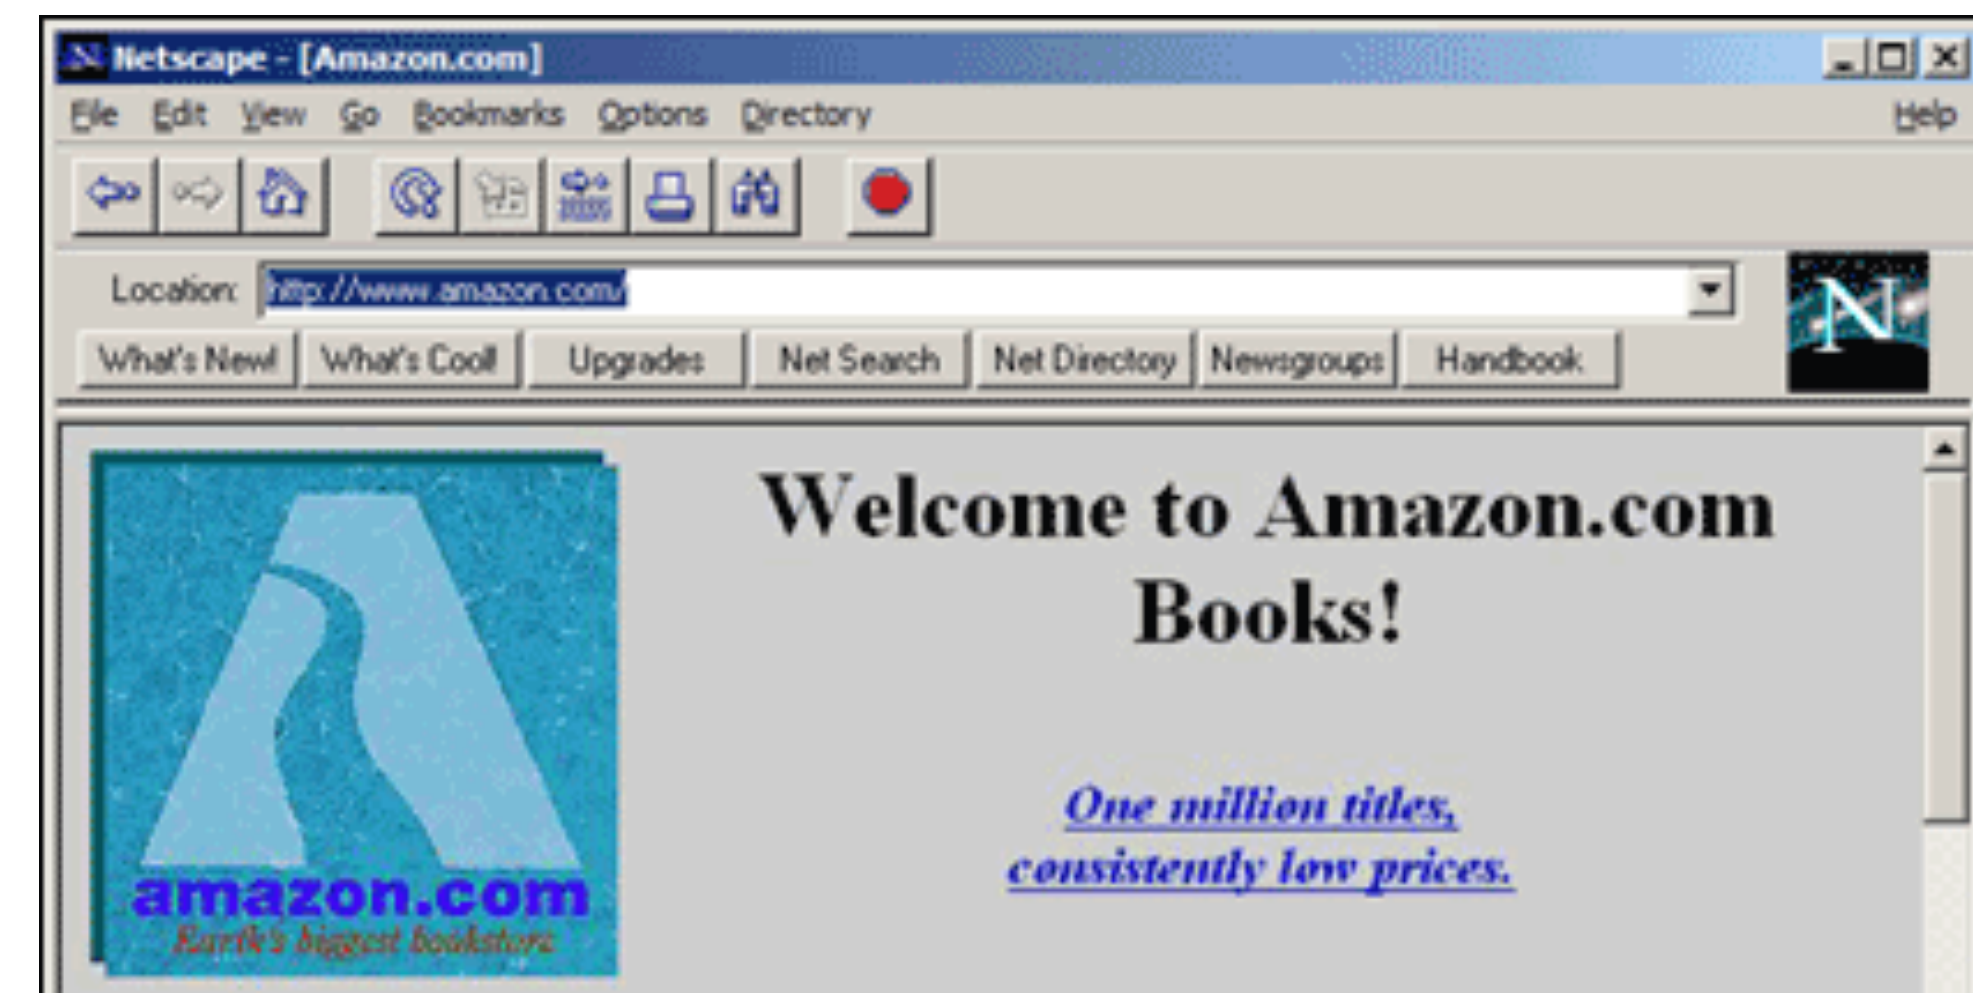 Netscape - [Amazon.com]
File Edit View Go Bookmarks Options Directory Help
Location: http://www.amazon.com/
What's New! What's Cool! Upgrades Net Search Net Directory Newsgroups Handbook
N
Welcome to Amazon.com
Books!
One million titles,
consistently low prices.
amazon.com
Earth's biggest bookstore